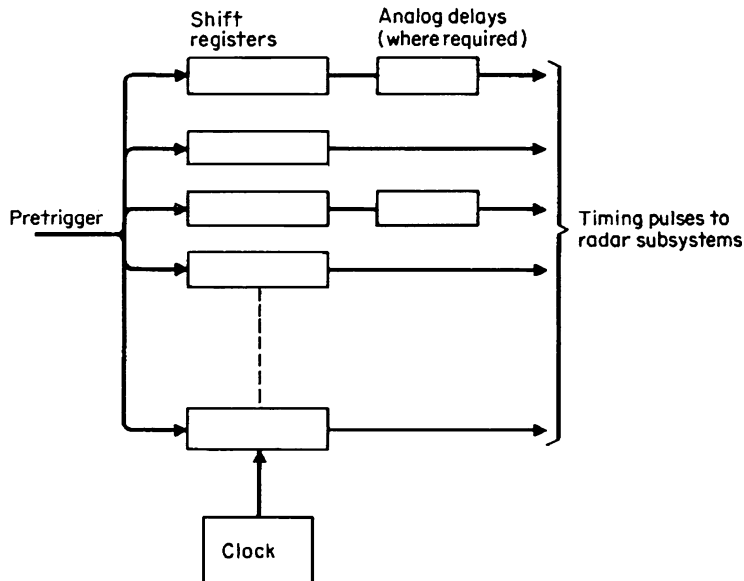 Shift
registers
Analog delays
(where required)
Pretrigger
Timing pulses to
radar subsystems
Clock